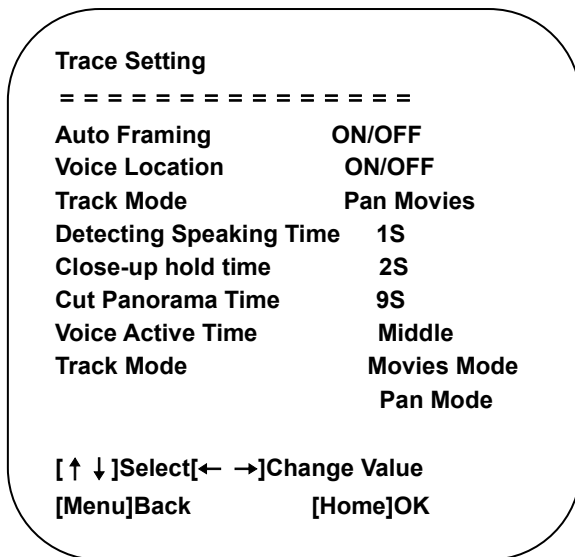 Trace Setting
= = = = = = = = = = = = = = =
Auto Framing ON/OFF
Voice Location ON/OFF
Track Mode Pan Movies
Detecting Speaking Time 1S
Close-up hold time 2S
Cut Panorama Time 9S
Voice Active Time Middle
Track Mode Movies Mode
Pan Mode
[↑ ↓]Select[← →]Change Value
[Menu]Back [Home]OK